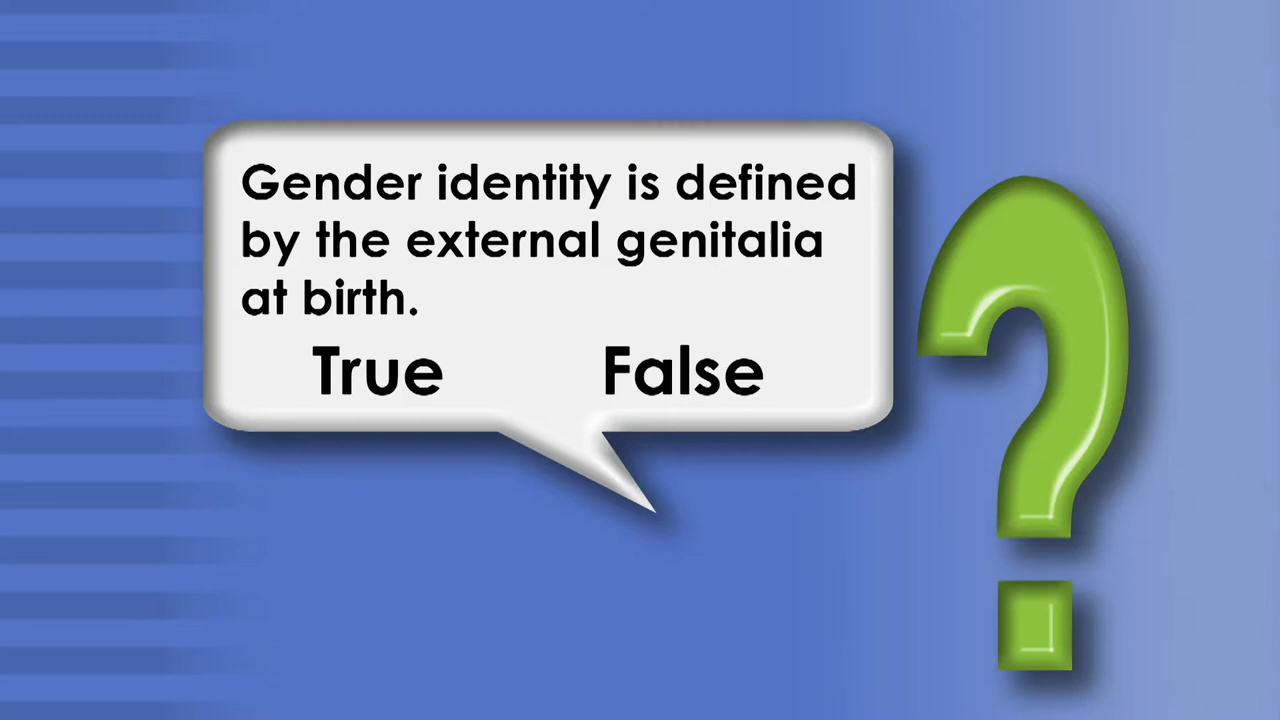 Gender identity is defined
by the external genitalia
at birth.
True False
?